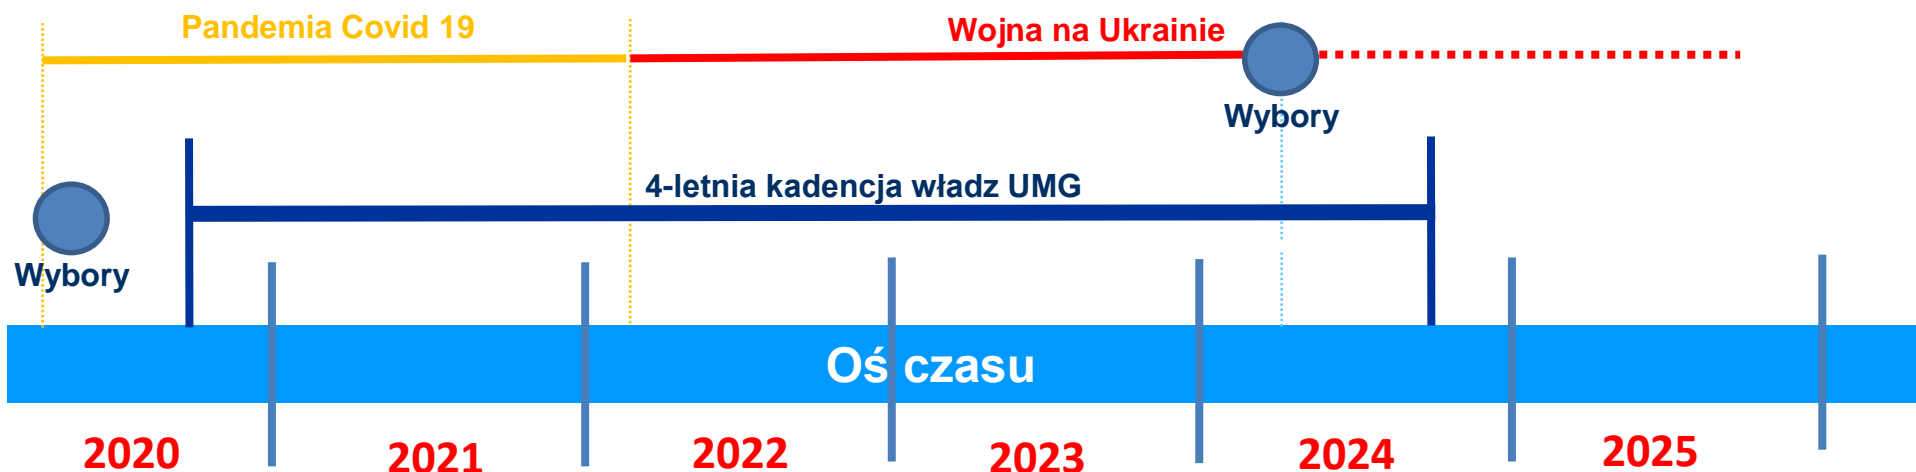 Pandemia Covid 19
Wojna na Ukrainie
Wybory
4-letnia kadencja władz UMG
Wybory
Oś czasu
2020
2021
2022
2023
2024
2025